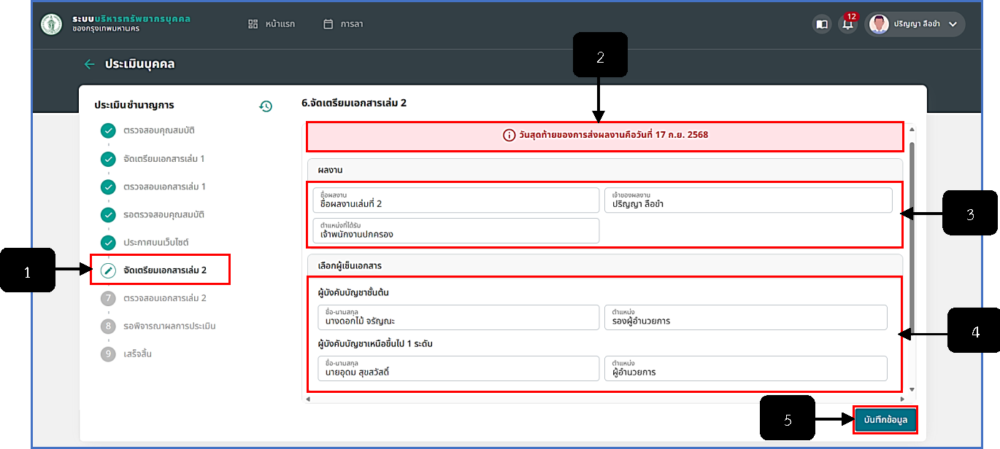 ระบบบริหารทรัพยากรบุคคล
ของกรุงเทพมหานคร
หน้าแรก
การลา
12
ปริญญา ลือขำ
ประเมินบุคคล
2
ประเมินชำนาญการ
ตรวจสอบคุณสมบัติ
จัดเตรียมเอกสารเล่ม 1
ตรวจสอบเอกสารเล่ม 1
รอตรวจสอบคุณสมบัติ
ประกาศบนเว็บไซต์
1
จัดเตรียมเอกสารเล่ม 2
7 ตรวจสอบเอกสารเล่ม 2
8 รอพิจารณาผลการประเมิน
9 เสร็จสิ้น
6.จัดเตรียมเอกสารเล่ม 2
วันสุดท้ายของการส่งผลงานคือวันที่ 17 ก.ย. 2568
ผลงาน
ชื่อผลงาน
ชื่อผลงานเล่มที่ 2
เจ้าของผลงาน
ปริญญา ลือขำ
ตำแหน่งที่ได้รับ
เจ้าพนักงานปกครอง
3
เลือกผู้เซ็นเอกสาร
ผู้บังคับบัญชาชั้นต้น
ชื่อ-นามสกุล
นางดอกไม้ จรัญณะ
ตำแหน่ง
รองผู้อำนวยการ
ผู้บังคับบัญชาเหนือขึ้นไป 1 ระดับ
ชื่อ-นามสกุล
นายอุดม สุขสวัสดิ์
ตำแหน่ง
ผู้อำนวยการ
4
5
บันทึกข้อมูล